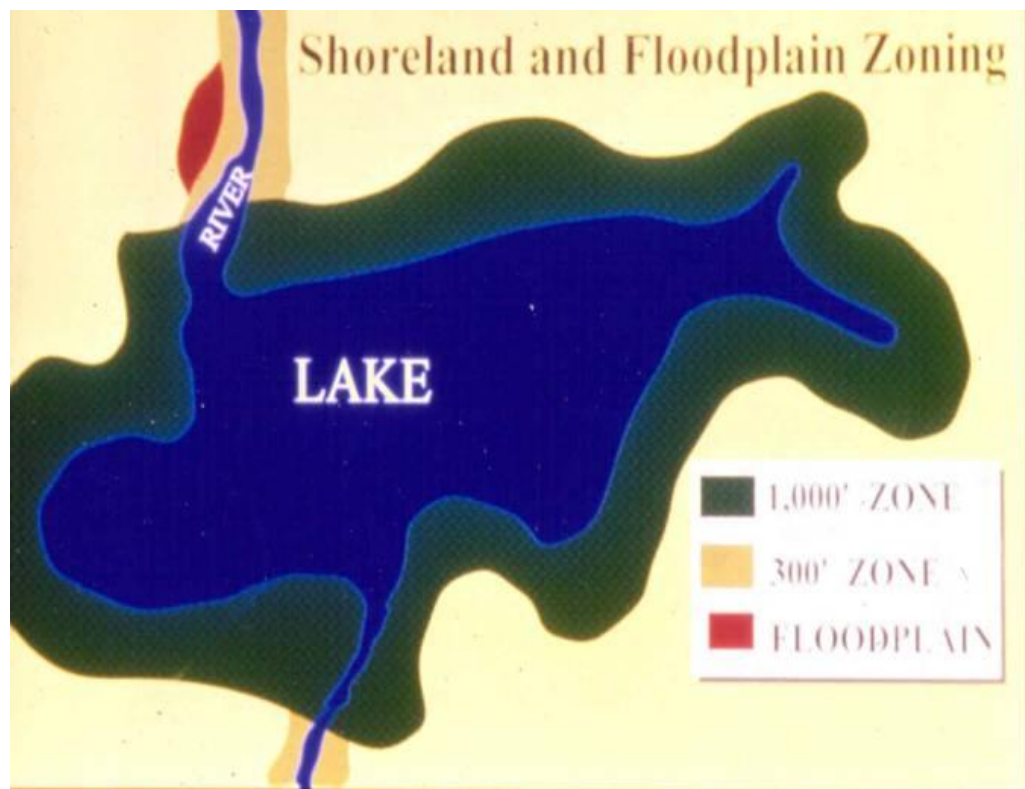 Shoreland and Floodplain Zoning
RIVER
LAKE
1,000' ZONE
300' ZONE
FLOODPLAIN